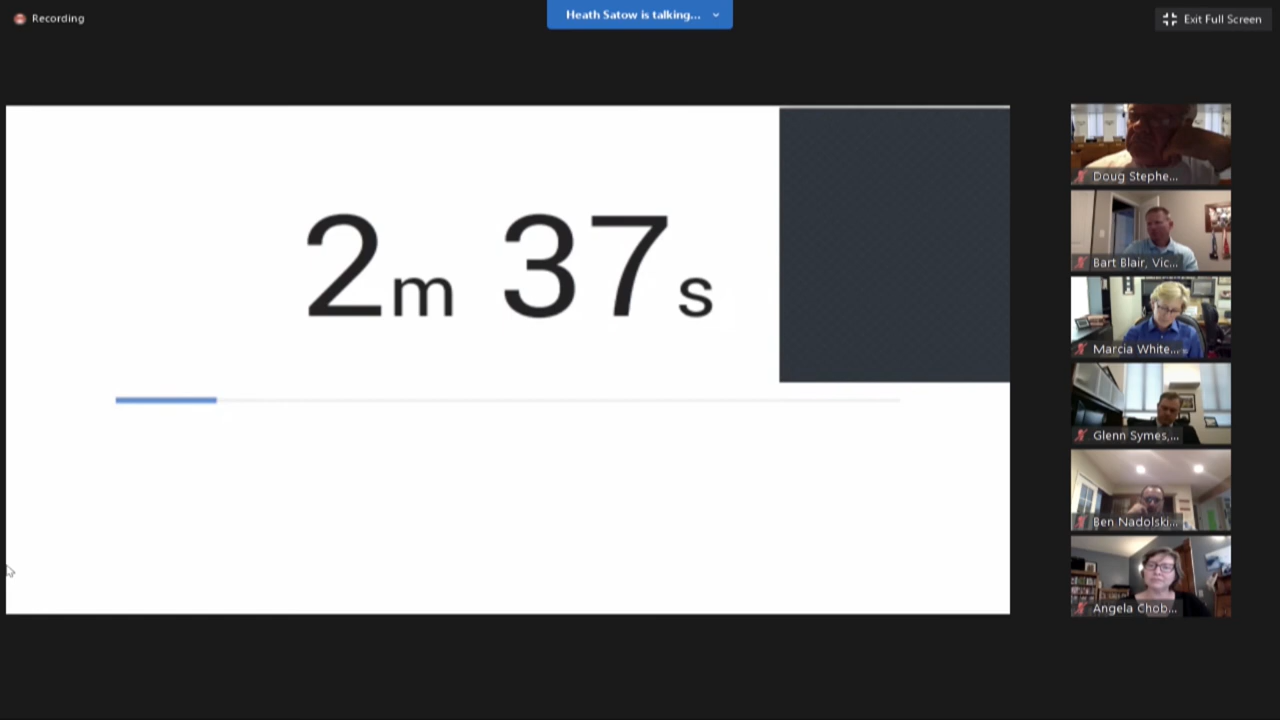 Recording
Heath Satow is talking...
Exit Full Screen
2m 37s
Doug Stephe...
Bart Blair, Vic...
Marcia White...
Glenn Symes,...
Ben Nadolski...
Angela Chob...